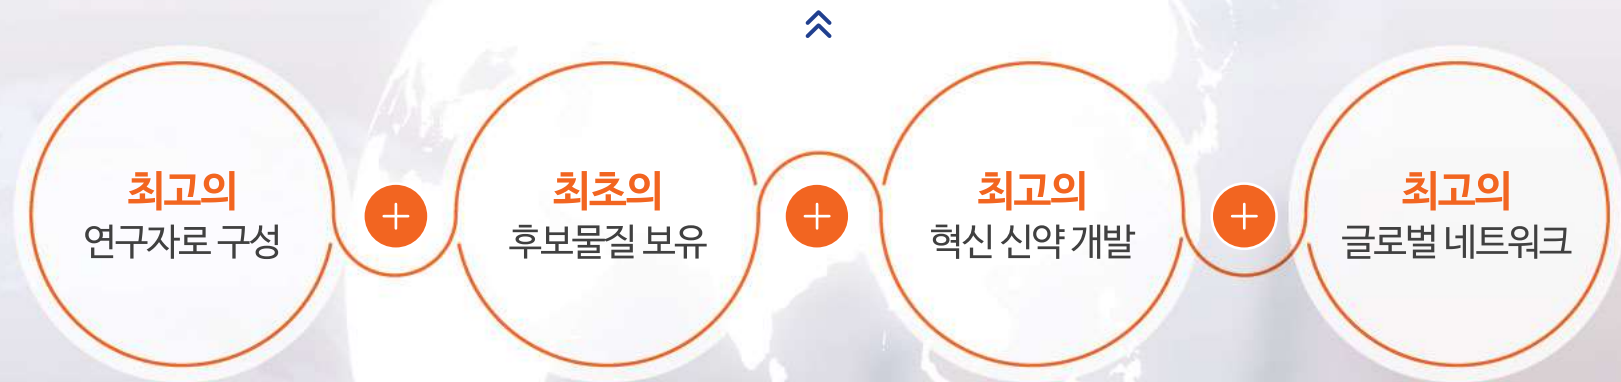 최고의
연구자로 구성
+
최초의
후보물질 보유
+
최고의
혁신 신약 개발
+
최고의
글로벌 네트워크